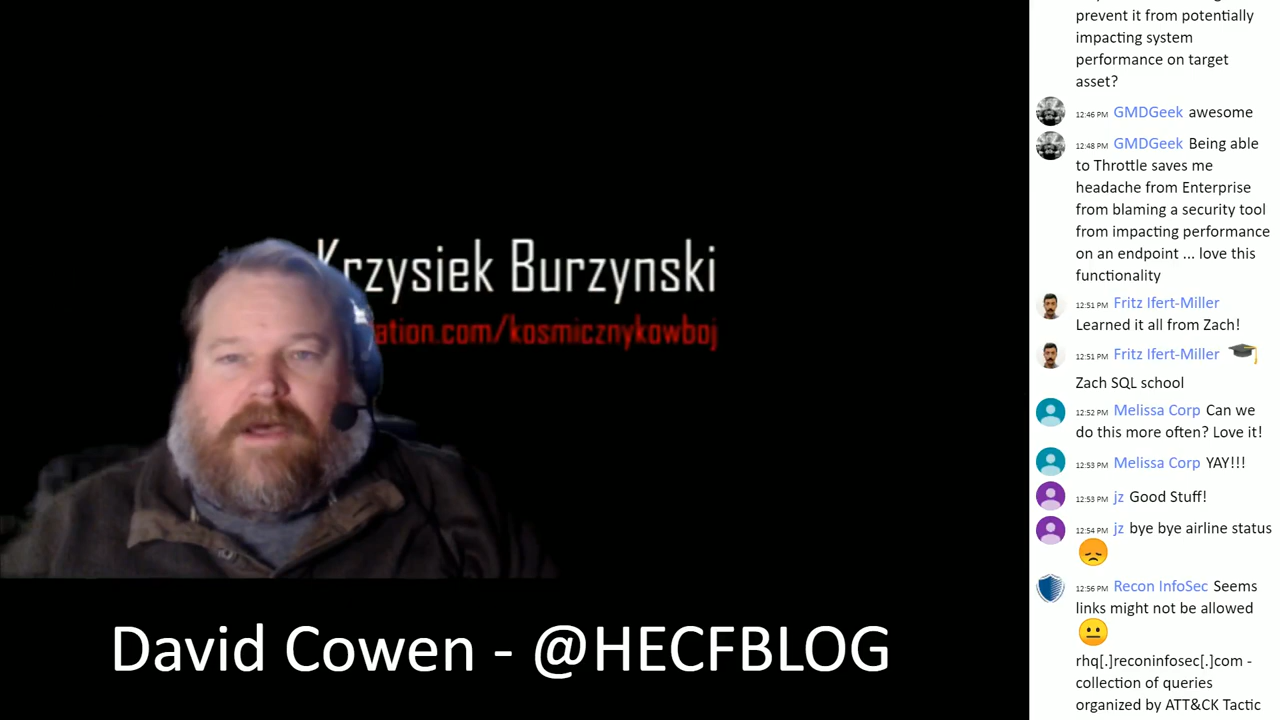 Krzysiek Burzynski
ation.com/kosmicznykowboj
David Cowen - @HECFBLOG
prevent it from potentially
impacting system
performance on target
asset?
12:46 PM GMDGeek awesome
12:48 PM GMDGeek Being able
to Throttle saves me
headache from Enterprise
from blaming a security tool
from impacting performance
on an endpoint ... love this
functionality
12:51 PM Fritz Ifert-Miller
Learned it all from Zach!
12:51 PM Fritz Ifert-Miller 🎓
Zach SQL school
12:52 PM Melissa Corp Can we
do this more often? Love it!
12:53 PM Melissa Corp YAY!!!
12:53 PM jz Good Stuff!
12:54 PM jz bye bye airline status
😞
12:56 PM Recon InfoSec Seems
links might not be allowed
😐
rhq[.]reconinfosec[.]com -
collection of queries
organized by ATT&CK Tactic